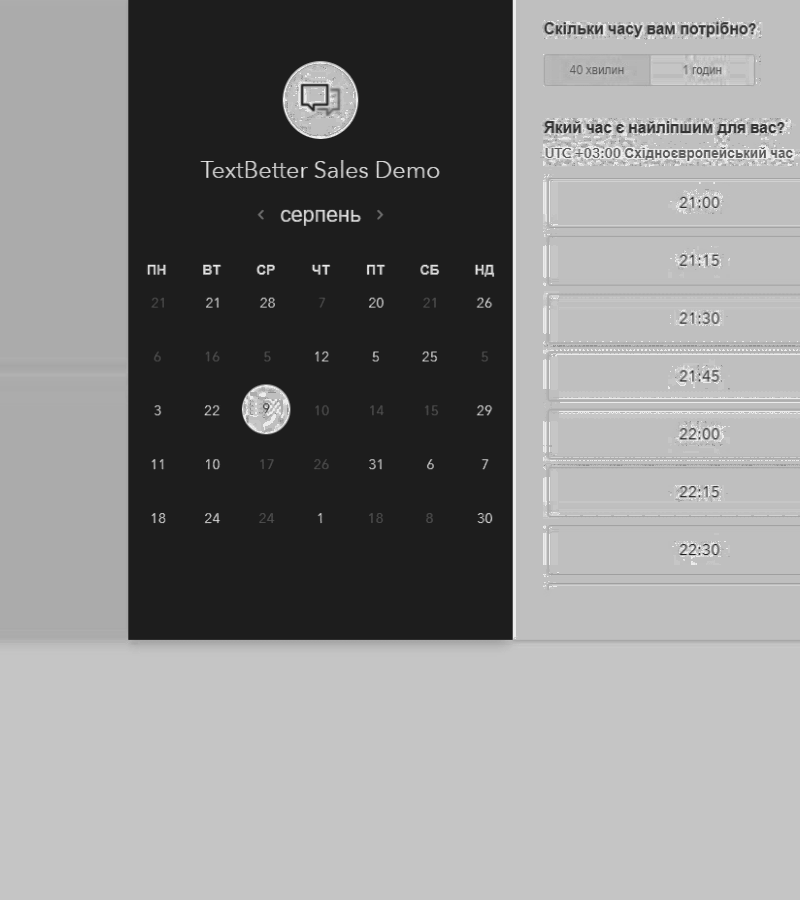 TextBetter Sales Demo
серпень
ПН ВТ СР ЧТ ПТ СБ НД
21 21 28 7 20 21 26
6 16 5 12 5 25 5
3 22 9 10 14 15 29
11 10 17 26 31 6 7
18 24 24 1 18 8 30
Скільки часу вам потрібно?
40 хвилин 1 годин
Який час є найліпшим для вас?
UTC +03:00 Східноєвропейський час
21:00
21:15
21:30
21:45
22:00
22:15
22:30